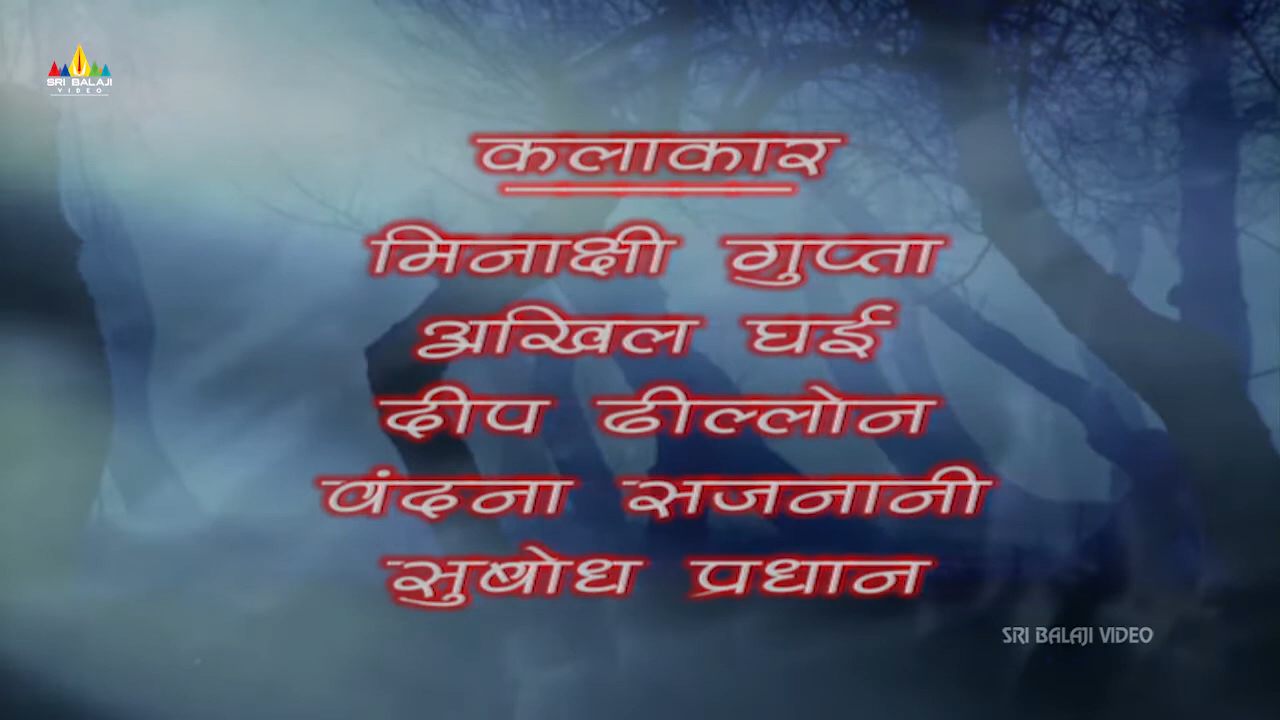 SRI BALAJI
VIDEO
कलाकार
मिनाक्षी गुप्ता
अखिल घई
दीप ढील्लोन
वंदना सजनानी
सुबोध प्रधान
SRI BALAJI VIDEO